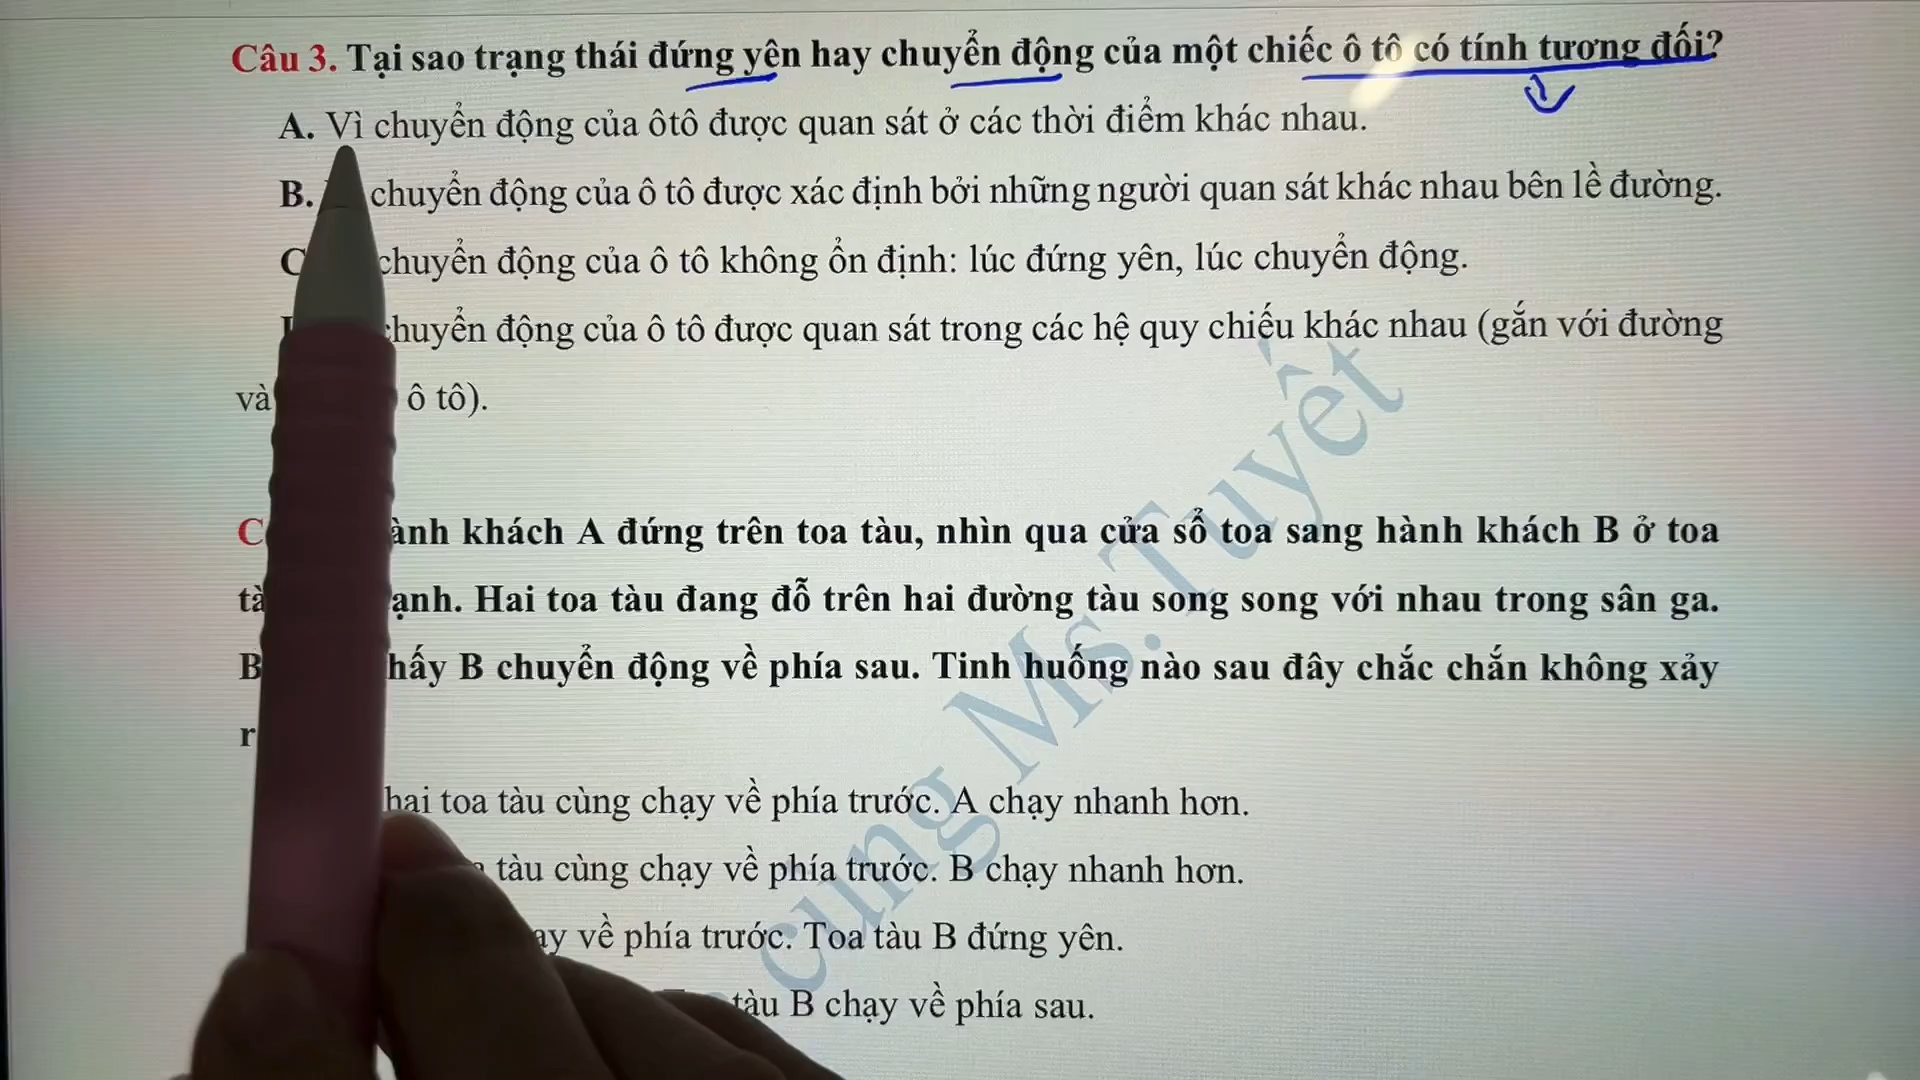 Câu 3. Tại sao trạng thái đứng yên hay chuyển động của một chiếc ô tô có tính tương đối?
A. Vì chuyển động của ôtô được quan sát ở các thời điểm khác nhau.
B. chuyển động của ô tô được xác định bởi những người quan sát khác nhau bên lề đường.
chuyển động của ô tô không ổn định: lúc đứng yên, lúc chuyển động.
chuyển động của ô tô được quan sát trong các hệ quy chiếu khác nhau (gắn với đường
và ô tô).
khách A đứng trên toa tàu, nhìn qua cửa sổ toa sang hành khách B ở toa
Hai toa tàu đang đỗ trên hai đường tàu song song với nhau trong sân ga.
B chuyển động về phía sau. Tinh huống nào sau đây chắc chắn không xảy
hai toa tàu cùng chạy về phía trước. A chạy nhanh hơn.
tàu cùng chạy về phía trước. B chạy nhanh hơn.
về phía trước. Toa tàu B đứng yên.
tàu B chạy về phía sau.
cùng Ms. Tuyết